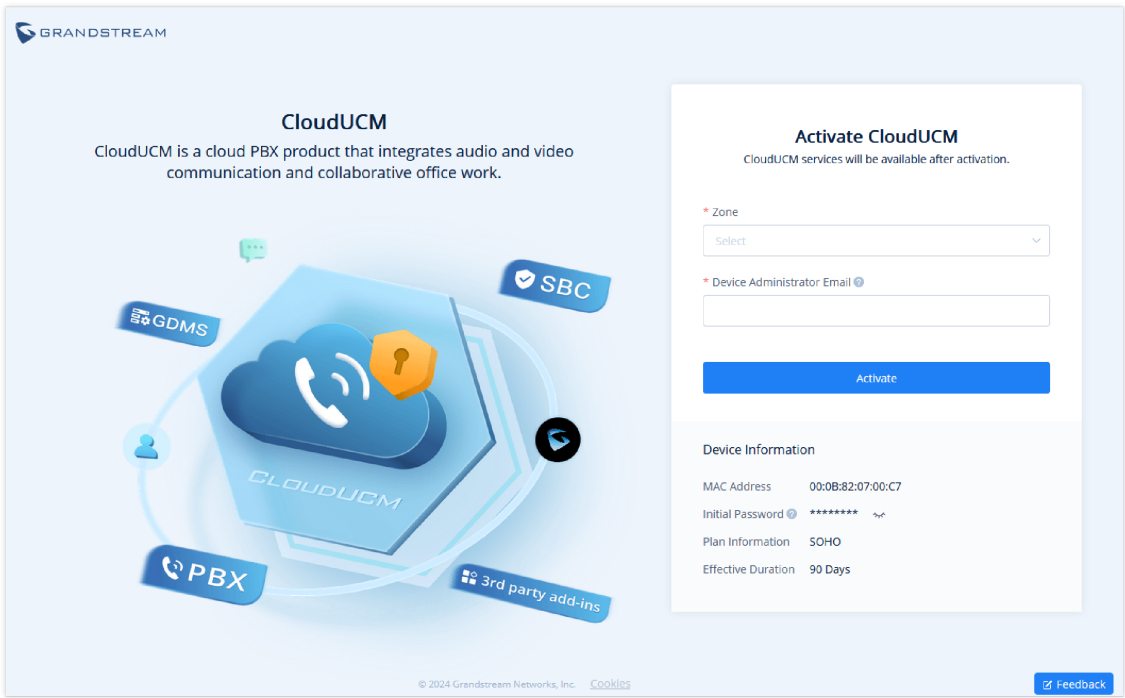 GRANDSTREAM
CloudUCM
CloudUCM is a cloud PBX product that integrates audio and video
communication and collaborative office work.
SBC
GDMS
CLOUDUCM
PBX
3rd party add-ins
Activate CloudUCM
CloudUCM services will be available after activation.
* Zone
Select
* Device Administrator Email ?
Activate
Device Information
MAC Address 00:0B:82:07:00:C7
Initial Password ? ********
Plan Information SOHO
Effective Duration 90 Days
© 2024 Grandstream Networks, Inc. Cookies
Feedback